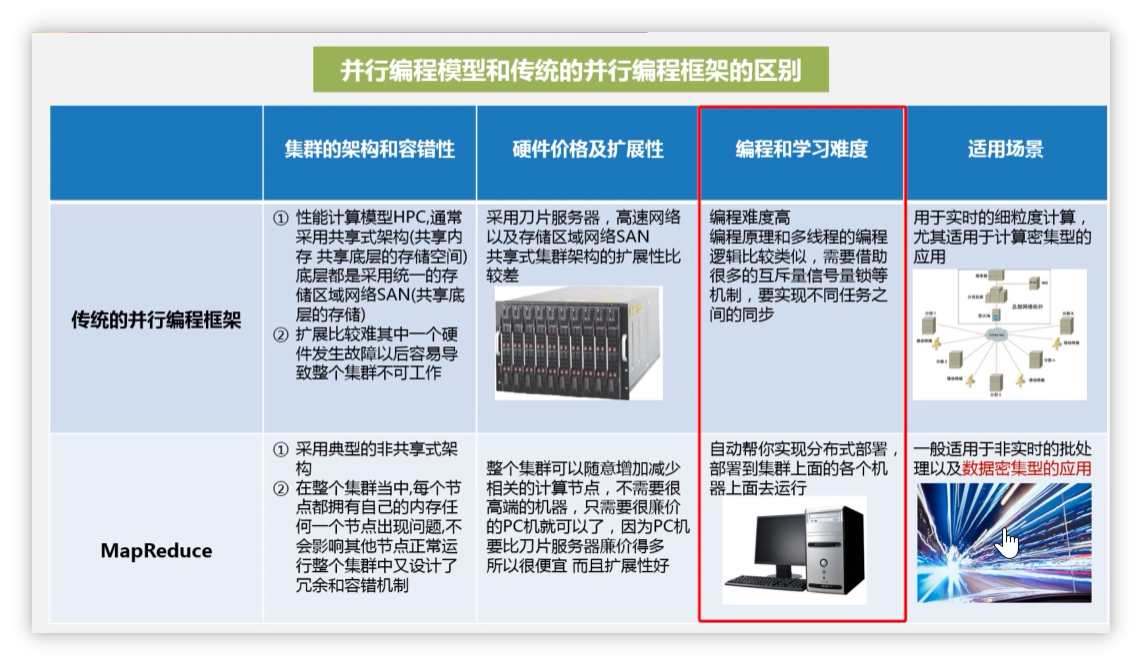 并行编程模型和传统的并行编程框架的区别
集群的架构和容错性
硬件价格及扩展性
编程和学习难度
适用场景
传统的并行编程框架
① 性能计算模型HPC,通常
采用共享式架构(共享内
存 共享底层的存储空间)
底层都是采用统一的存
储区域网络SAN(共享底
层的存储)
② 扩展比较难其中一个硬
件发生故障以后容易导
致整个集群不可工作
采用刀片服务器，高速网络
以及存储区域网络SAN
共享式集群架构的扩展性比
较差
编程难度高
编程原理和多线程的编程
逻辑比较类似，需要借助
很多的互斥量信号量锁等
机制，要实现不同任务之
间的同步
用于实时的细粒度计算，
尤其适用于计算密集型的
应用
MapReduce
① 采用典型的非共享式架
构
② 在整个集群当中,每个节
点都拥有自己的内存任
何一个节点出现问题,不
会影响其他节点正常运
行整个集群中又设计了
冗余和容错机制
整个集群可以随意增加减少
相关的计算节点，不需要很
高端的机器，只需要很廉价
的PC机就可以了，因为PC机
要比刀片服务器廉价得多
所以很便宜 而且扩展性好
自动帮你实现分布式部署，
部署到集群上面的各个机
器上面去运行
一般适用于非实时的批处
理以及数据密集型的应用